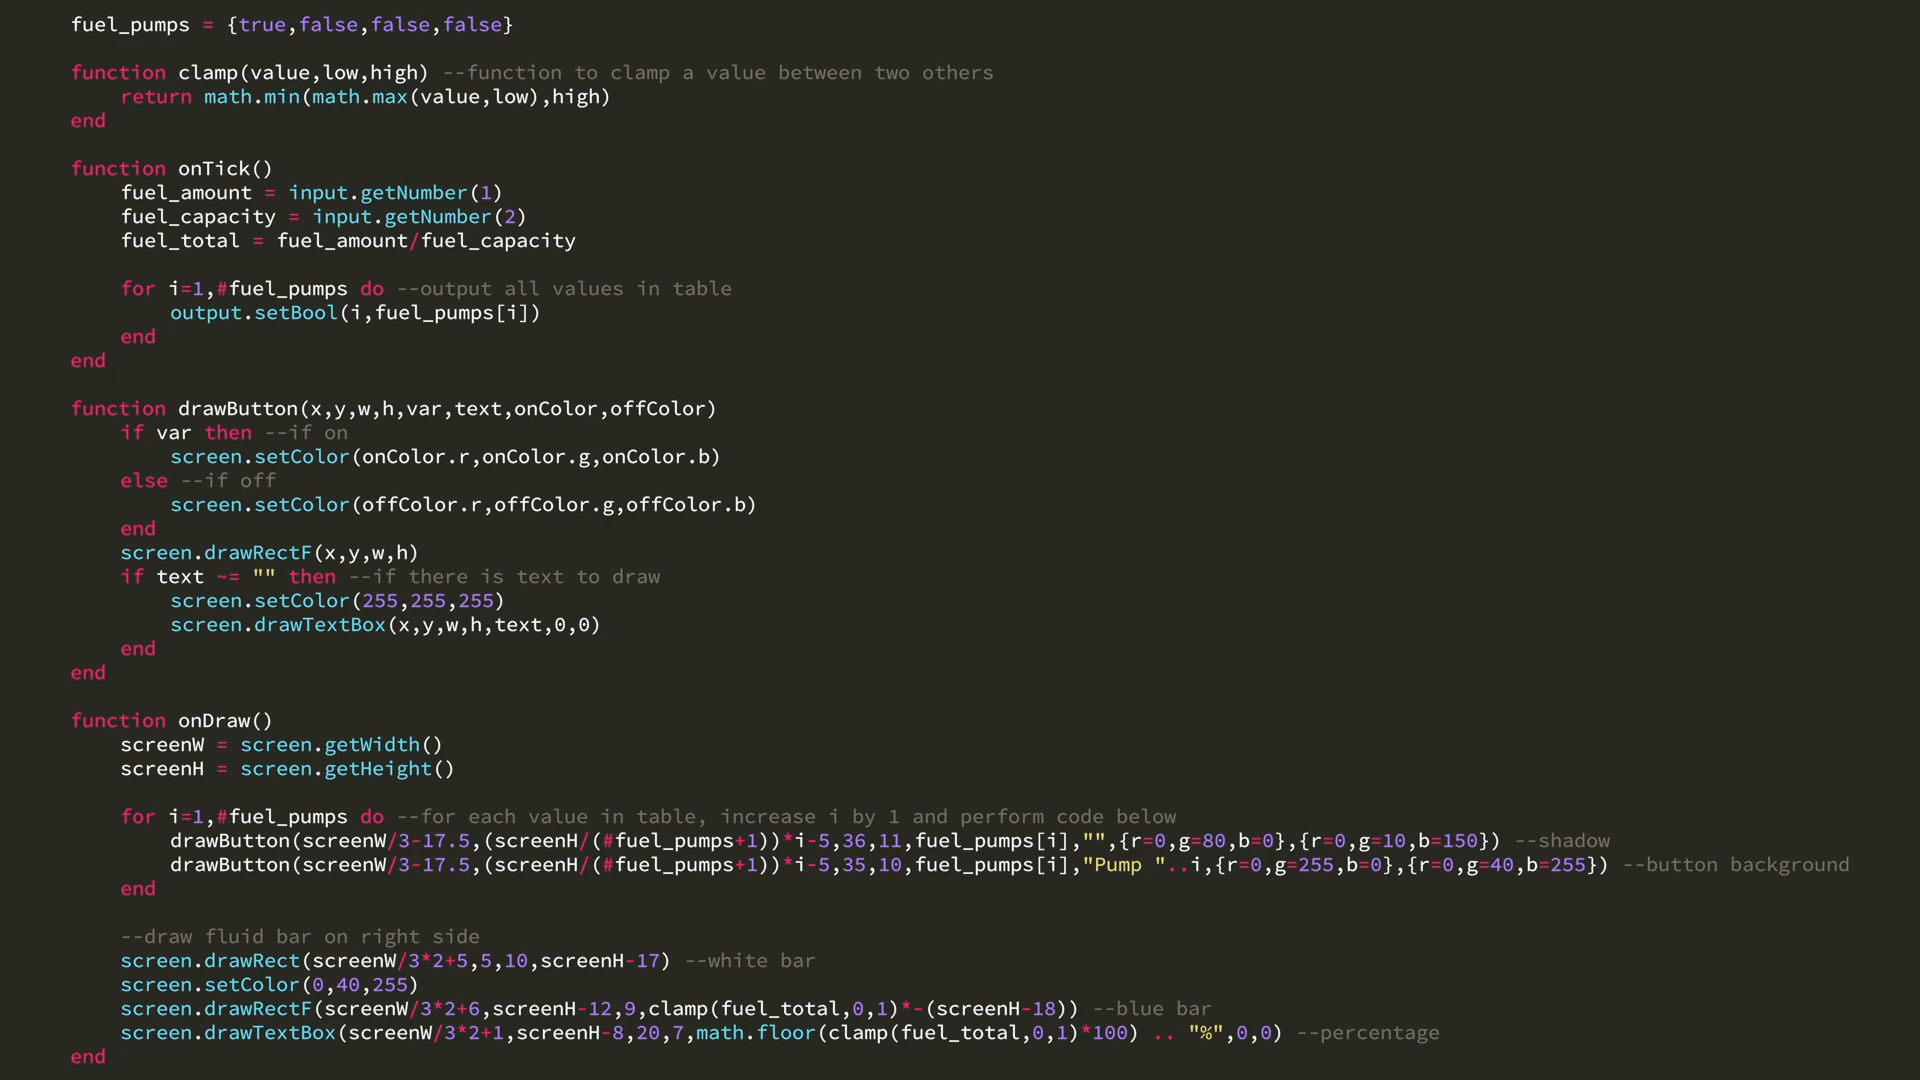 fuel_pumps = {true,false,false,false}
function clamp(value,low,high) --function to clamp a value between two others
return math.min(math.max(value,low),high)
end
function onTick()
fuel_amount = input.getNumber(1)
fuel_capacity = input.getNumber(2)
fuel_total = fuel_amount/fuel_capacity
for i=1,#fuel_pumps do --output all values in table
output.setBool(i,fuel_pumps[i])
end
end
function drawButton(x,y,w,h,var,text,onColor,offColor)
if var then --if on
screen.setColor(onColor.r,onColor.g,onColor.b)
else --if off
screen.setColor(offColor.r,offColor.g,offColor.b)
end
screen.drawRectF(x,y,w,h)
if text ~= "" then --if there is text to draw
screen.setColor(255,255,255)
screen.drawTextBox(x,y,w,h,text,0,0)
end
end
function onDraw()
screenW = screen.getWidth()
screenH = screen.getHeight()
for i=1,#fuel_pumps do --for each value in table, increase i by 1 and perform code below
drawButton(screenW/3-17.5,(screenH/(#fuel_pumps+1))*i-5,36,11,fuel_pumps[i],"",{r=0,g=80,b=0},{r=0,g=10,b=150}) --shadow
drawButton(screenW/3-17.5,(screenH/(#fuel_pumps+1))*i-5,35,10,fuel_pumps[i],"Pump "..i,{r=0,g=255,b=0},{r=0,g=40,b=255}) --button background
end
--draw fluid bar on right side
screen.drawRect(screenW/3*2+5,5,10,screenH-17) --white bar
screen.setColor(0,40,255)
screen.drawRectF(screenW/3*2+6,screenH-12,9,clamp(fuel_total,0,1)*-(screenH-18)) --blue bar
screen.drawTextBox(screenW/3*2+1,screenH-8,20,7,math.floor(clamp(fuel_total,0,1)*100) .. "%",0,0) --percentage
end